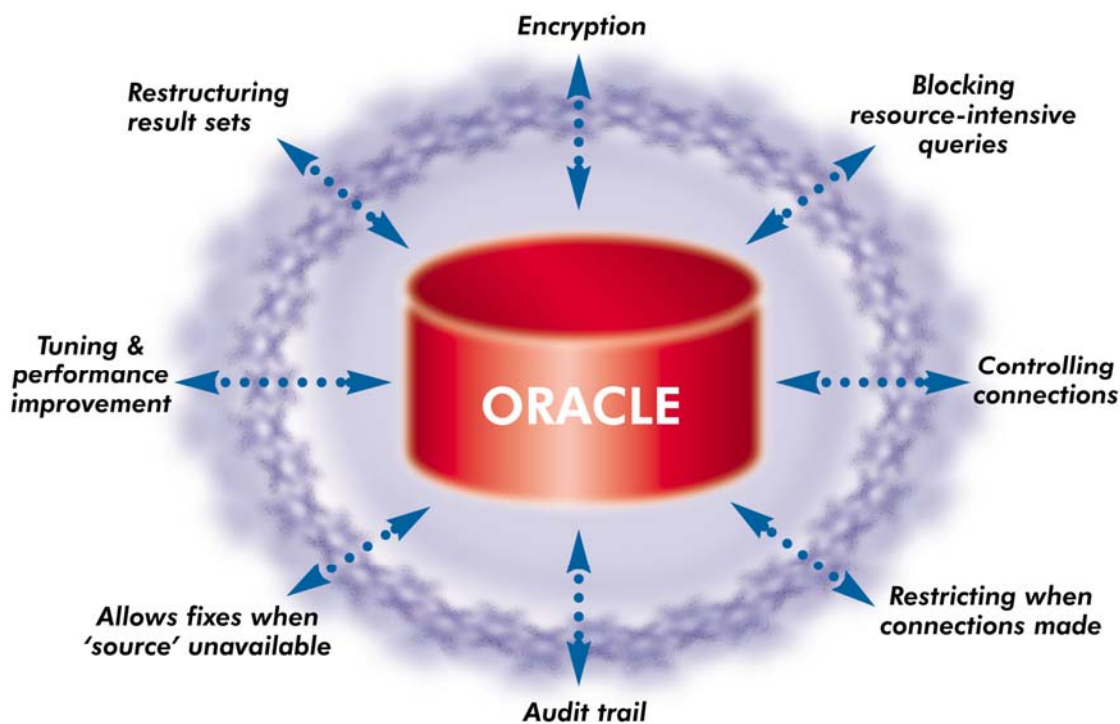 Encryption
Restructuring
result sets
Blocking
resource-intensive
queries
Tuning &
performance
improvement
ORACLE
Controlling
connections
Allows fixes when
‘source’ unavailable
Restricting when
connections made
Audit trail